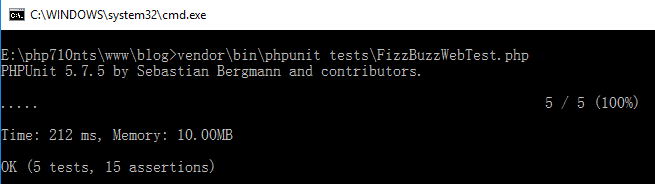 C:\WINDOWS\system32\cmd.exe
E:\php710nts\www\blog>vendor\bin\phpunit tests\FizzBuzzWebTest.php
PHPUnit 5.7.5 by Sebastian Bergmann and contributors.
..... 5 / 5 (100%)
Time: 212 ms, Memory: 10.00MB
OK (5 tests, 15 assertions)